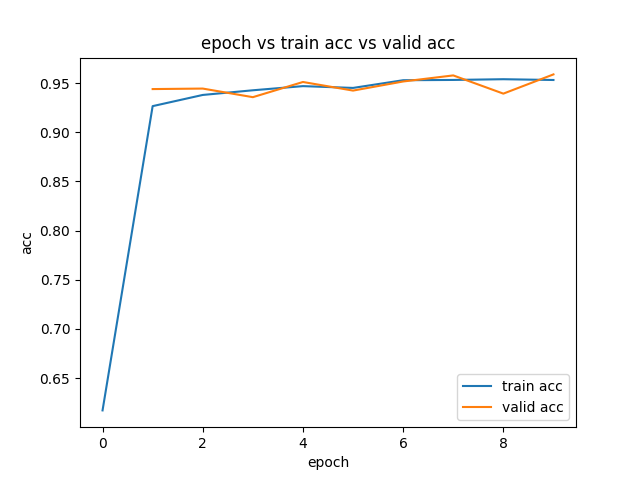 epoch vs train acc vs valid acc
0.95
0.90
0.85
0.80
0.75
0.70
0.65
acc
0 2 4 6 8
epoch
train acc
valid acc